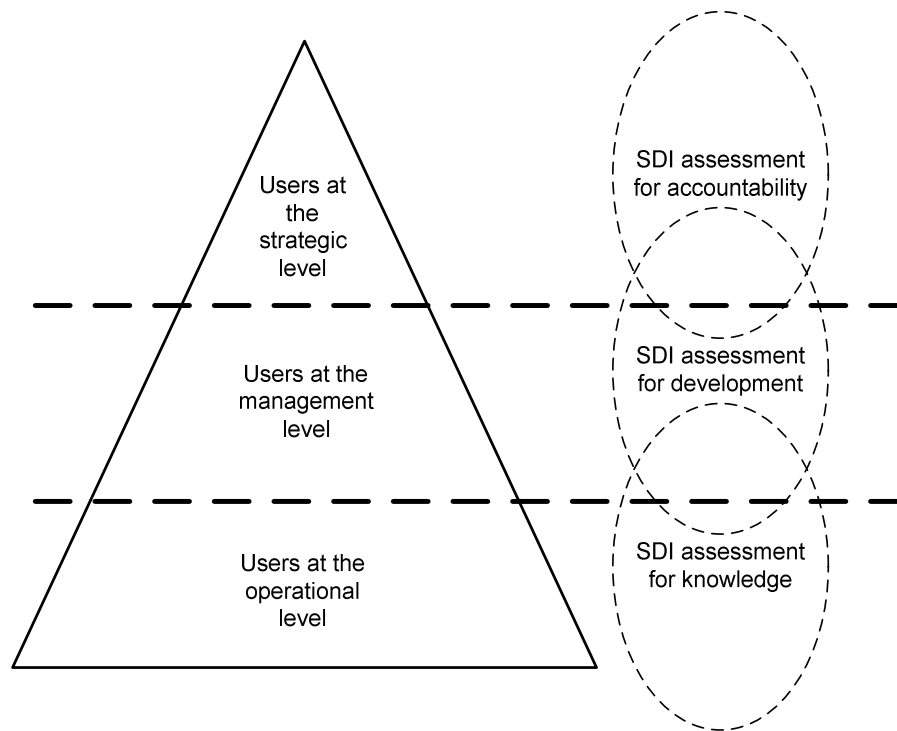 SDI assessment
for accountability
Users at
the
strategic
level
SDI assessment
for development
Users at the
management
level
SDI assessment
for knowledge
Users at the
operational
level